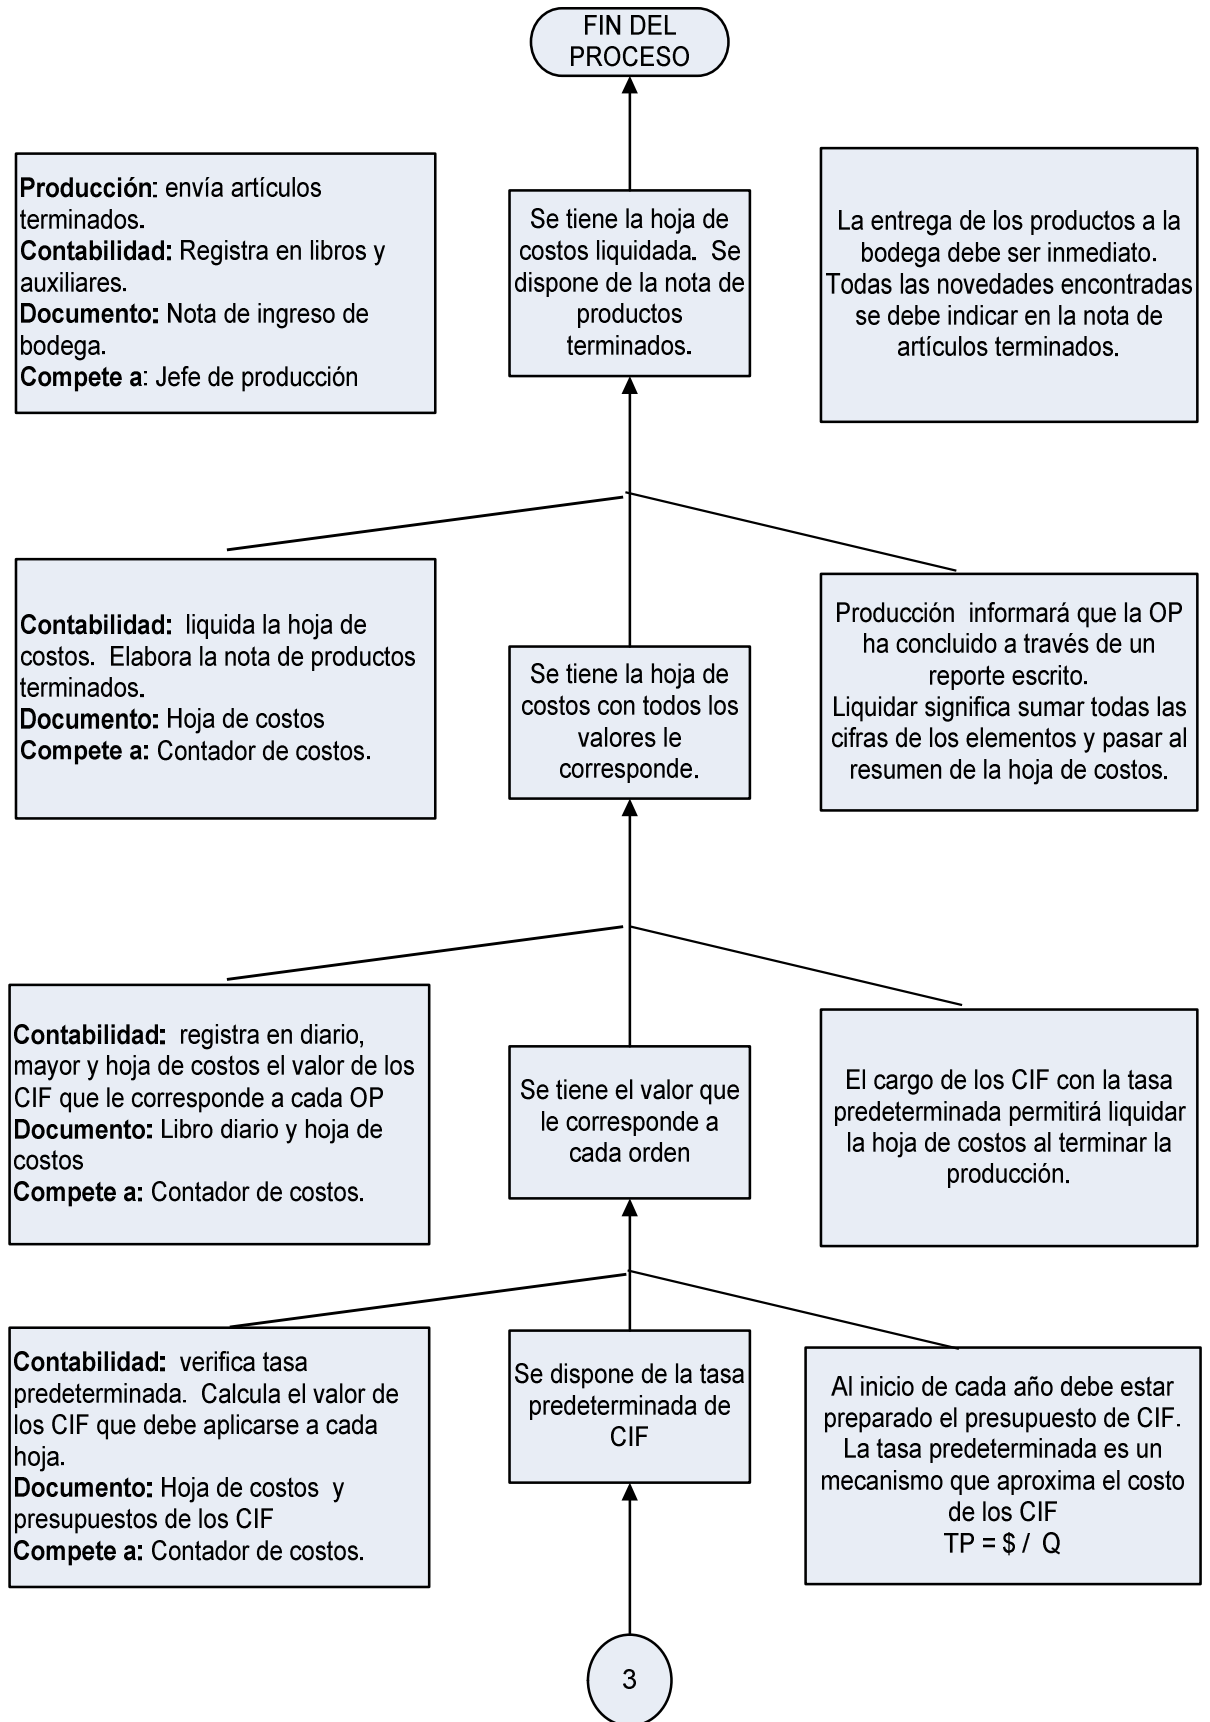 FIN DEL
PROCESO
Producción: envía artículos
terminados.
Contabilidad: Registra en libros y
auxiliares.
Documento: Nota de ingreso de
bodega.
Compete a: Jefe de producción
Se tiene la hoja de
costos liquidada. Se
dispone de la nota de
productos
terminados.
La entrega de los productos a la
bodega debe ser inmediato.
Todas las novedades encontradas
se debe indicar en la nota de
artículos terminados.
Contabilidad: liquida la hoja de
costos. Elabora la nota de productos
terminados.
Documento: Hoja de costos
Compete a: Contador de costos.
Se tiene la hoja de
costos con todos los
valores le
corresponde.
Producción informará que la OP
ha concluido a través de un
reporte escrito.
Liquidar significa sumar todas las
cifras de los elementos y pasar al
resumen de la hoja de costos.
Contabilidad: registra en diario,
mayor y hoja de costos el valor de los
CIF que le corresponde a cada OP
Documento: Libro diario y hoja de
costos
Compete a: Contador de costos.
Se tiene el valor que
le corresponde a
cada orden
El cargo de los CIF con la tasa
predeterminada permitirá liquidar
la hoja de costos al terminar la
producción.
Contabilidad: verifica tasa
predeterminada. Calcula el valor de
los CIF que debe aplicarse a cada
hoja.
Documento: Hoja de costos y
presupuestos de los CIF
Compete a: Contador de costos.
Se dispone de la tasa
predeterminada de
CIF
Al inicio de cada año debe estar
preparado el presupuesto de CIF.
La tasa predeterminada es un
mecanismo que aproxima el costo
de los CIF
TP = $ / Q
3